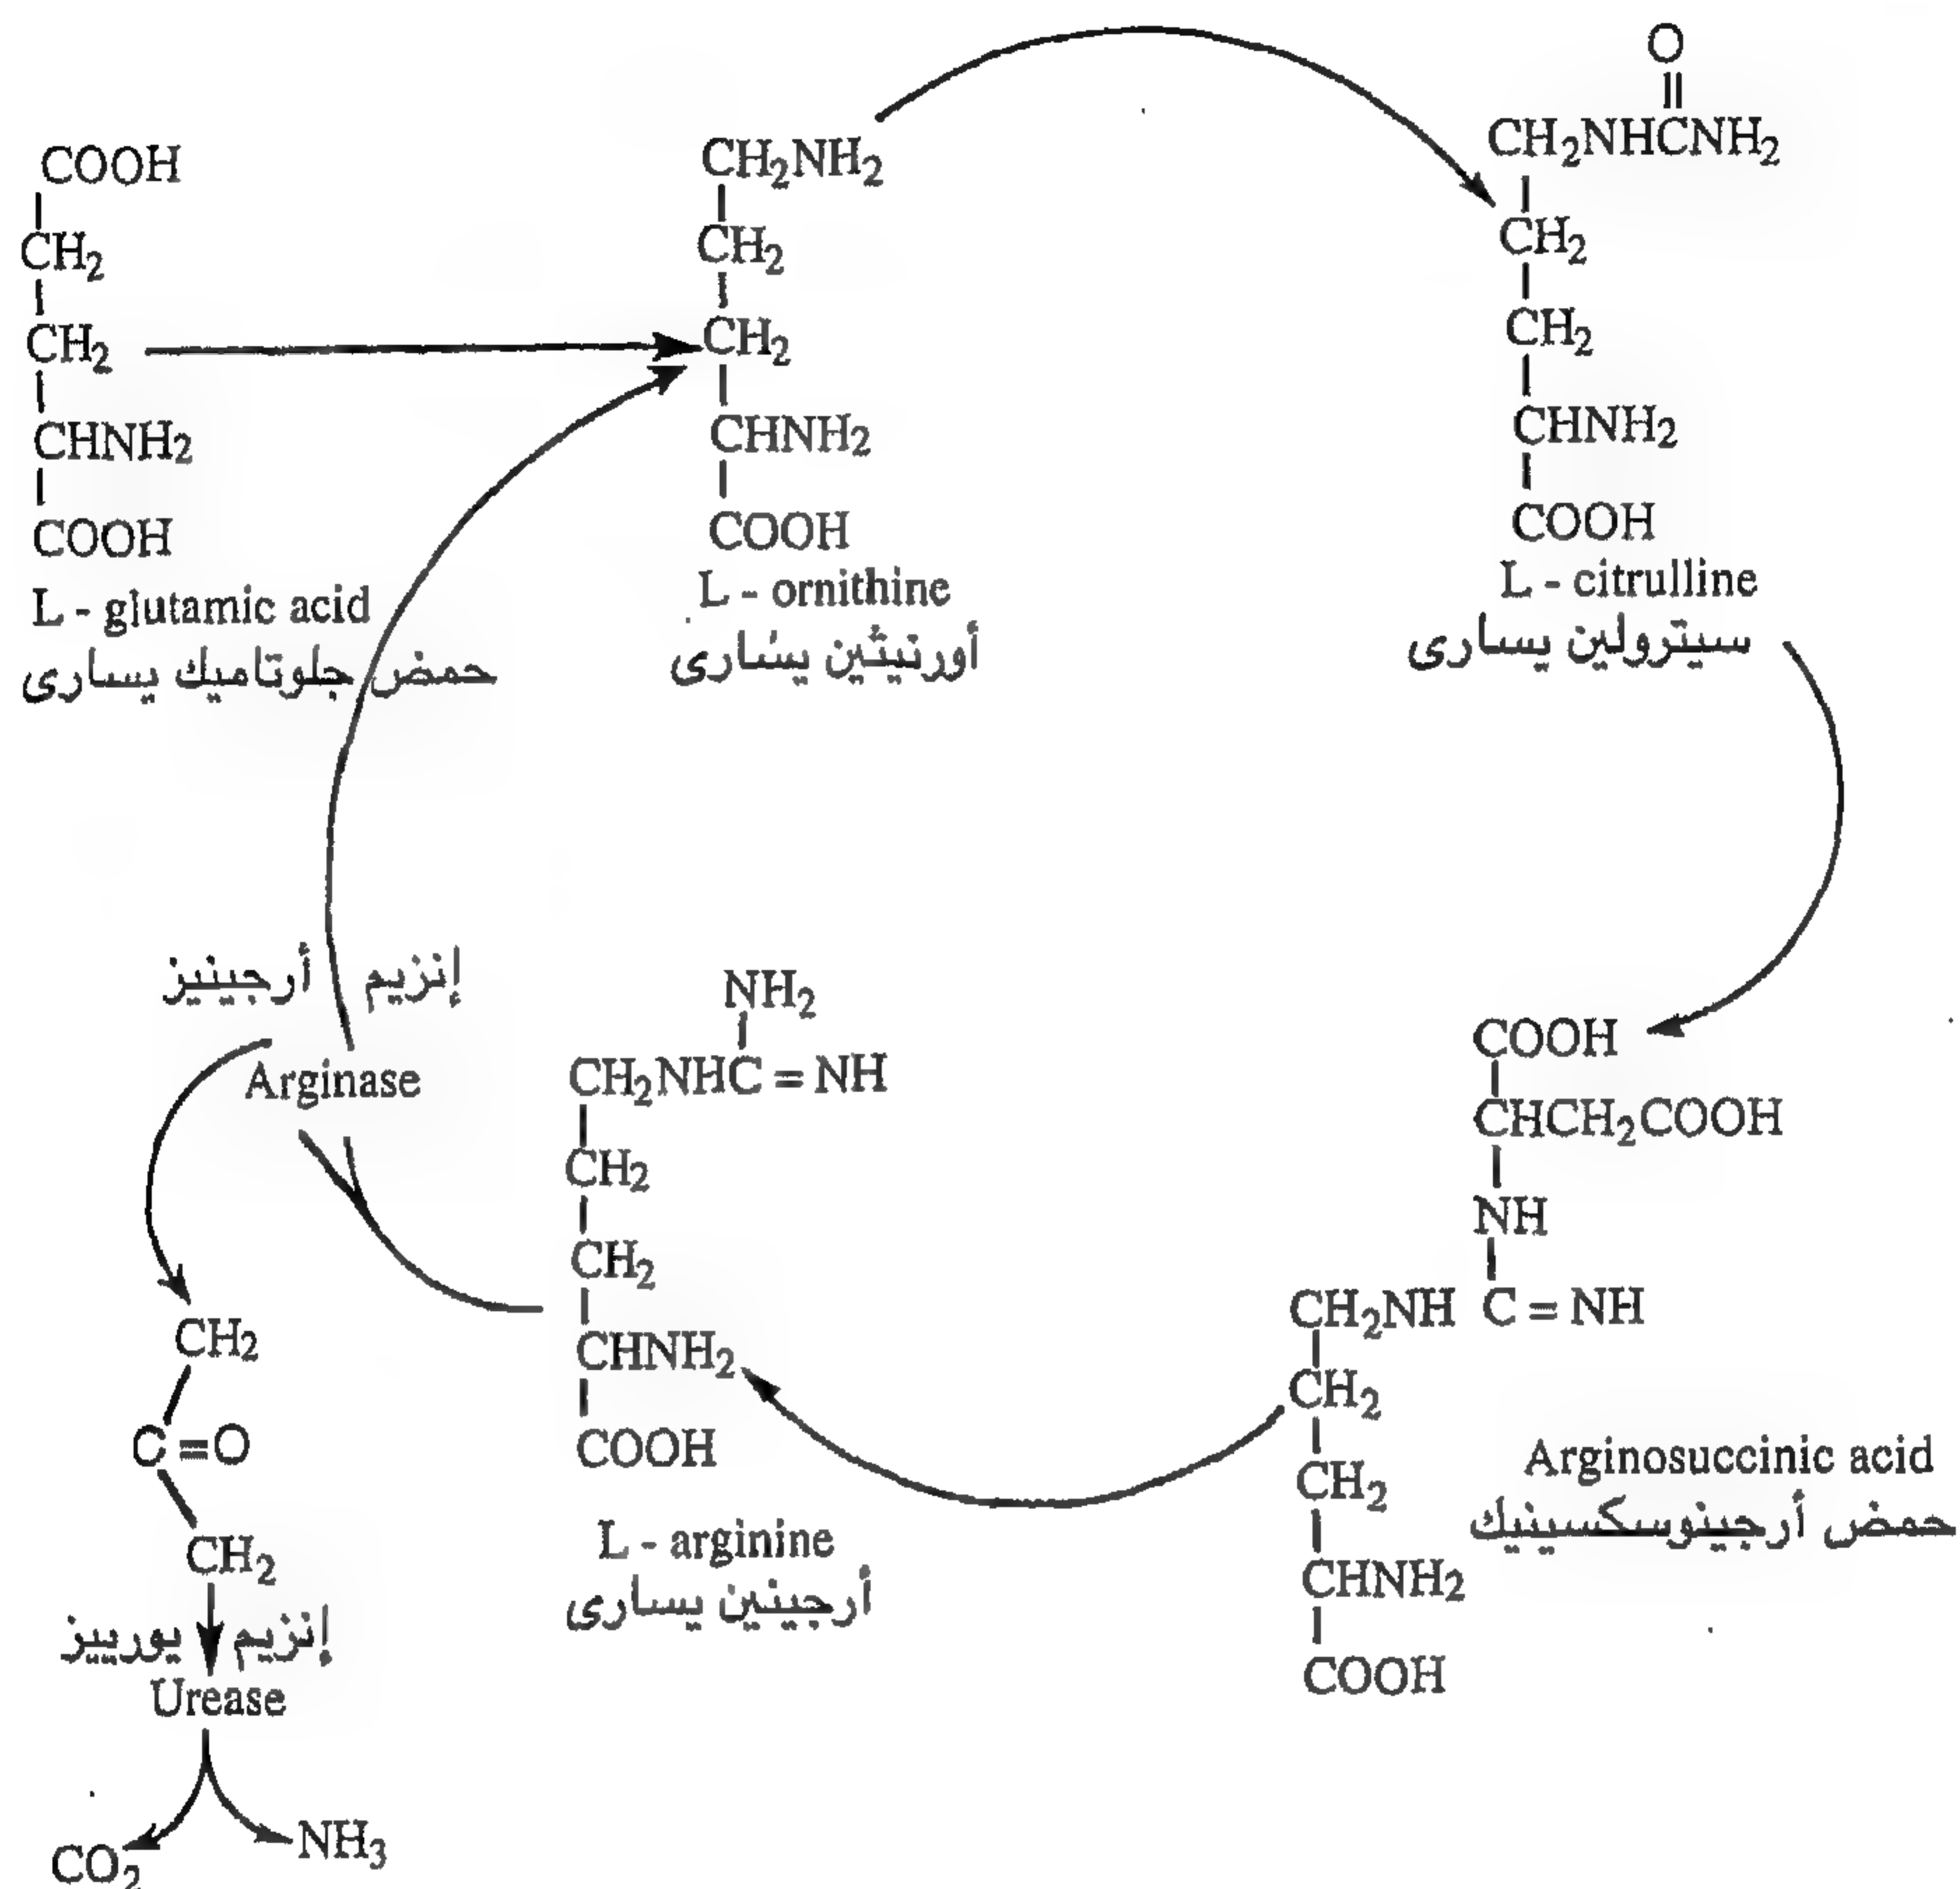 COOH
CH₂
CH₂
CHNH₂
COOH
L - glutamic acid
حمض جلوتاميك يسارى
CH₂NH₂
CH₂
CH₂
CHNH₂
COOH
L - ornithine
أورنيثين يسارى
O
CH₂NHCNH₂
CH₂
CH₂
CHNH₂
COOH
L - citrulline
سيترولين يسارى
COOH
CHCH₂COOH
NH
CH₂NH C = NH
CH₂
CH₂
CHNH₂
COOH
Arginosuccinic acid
حمض أرجينوسكسينيك
NH₂
CH₂NHC = NH
CH₂
CH₂
CHNH₂
COOH
L - arginine
أرجينين يسارى
إنزيم أرجينيز
Arginase
CH₂
C = O
CH₂
إنزيم يورييز
Urease
CO₂
NH₃